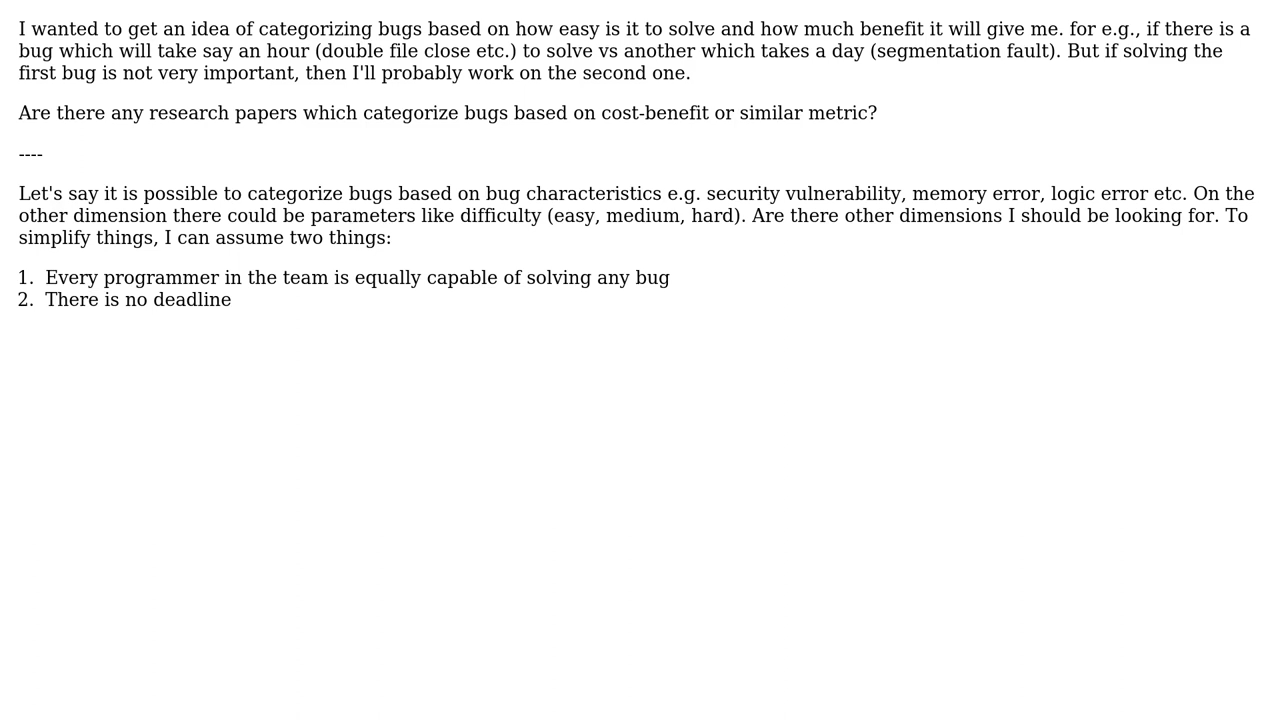 I wanted to get an idea of categorizing bugs based on how easy is it to solve and how much benefit it will give me. for e.g., if there is a
bug which will take say an hour (double file close etc.) to solve vs another which takes a day (segmentation fault). But if solving the
first bug is not very important, then I'll probably work on the second one.
Are there any research papers which categorize bugs based on cost-benefit or similar metric?
----
Let's say it is possible to categorize bugs based on bug characteristics e.g. security vulnerability, memory error, logic error etc. On the
other dimension there could be parameters like difficulty (easy, medium, hard). Are there other dimensions I should be looking for. To
simplify things, I can assume two things:
1. Every programmer in the team is equally capable of solving any bug
2. There is no deadline